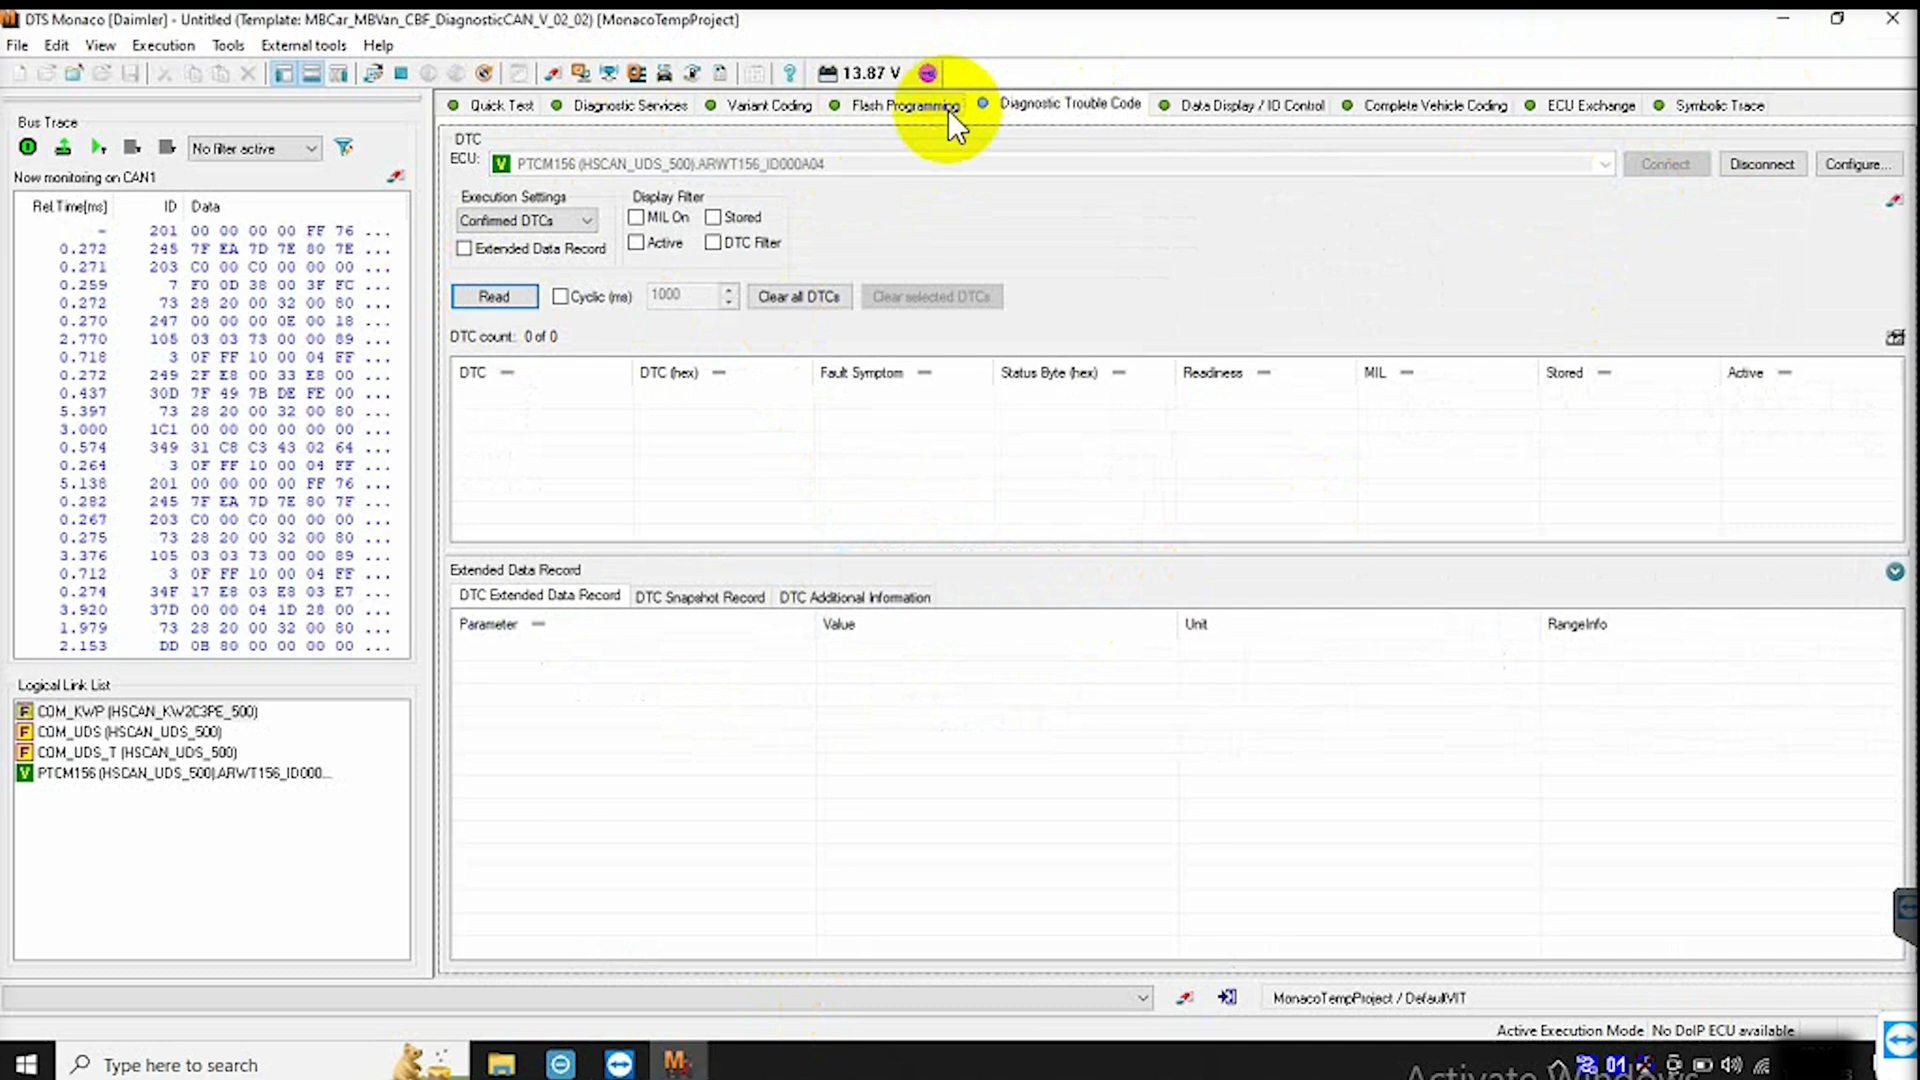 DTS Monaco [Daimler] - Untitled (Template: MBCar_MBVan_CBF_DiagnosticCAN_V_02_02) [MonacoTempProject]
File Edit View Execution Tools External tools Help
13.87 V
Quick Test Diagnostic Services Variant Coding Flash Programming Diagnostic Trouble Code Data Display / IO Control Complete Vehicle Coding ECU Exchange Symbolic Trace
Bus Trace
No filter active
Now monitoring on CAN1
Rel.Time[ms] ID Data
- 201 00 00 00 00 FF 76 ...
0.272 245 7F EA 7D 7E 80 7E ...
0.271 203 C0 00 C0 00 00 00 ...
0.259 7 F0 0D 38 00 3F FC ...
0.272 73 28 20 00 32 00 80 ...
0.270 247 00 00 00 0E 00 18 ...
2.770 105 03 03 73 00 00 89 ...
0.718 3 0F FF 10 00 04 FF ...
0.272 249 2F E8 00 33 E8 00 ...
0.437 30D 7F 49 7B DE FE 00 ...
5.397 73 28 20 00 32 00 80 ...
3.000 1C1 00 00 00 00 00 00 ...
0.574 349 31 C8 C3 43 02 64 ...
0.264 3 0F FF 10 00 04 FF ...
5.138 201 00 00 00 00 FF 76 ...
0.282 245 7F EA 7D 7E 80 7F ...
0.267 203 C0 00 C0 00 00 00 ...
0.275 73 28 20 00 32 00 80 ...
3.376 105 03 03 73 00 00 89 ...
0.712 3 0F FF 10 00 04 FF ...
0.274 34F 17 E8 03 E8 03 E7 ...
3.920 37D 00 00 04 1D 28 00 ...
1.979 73 28 20 00 32 00 80 ...
2.153 DD 0B 80 00 00 00 00 ...
Logical Link List
F COM_KWP (HSCAN_KW2C3PE_500)
F COM_UDS (HSCAN_UDS_500)
F COM_UDS_T (HSCAN_UDS_500)
V PTCM156 (HSCAN_UDS_500).ARWT156_ID000...
DTC
ECU: V PTCM156 (HSCAN_UDS_500).ARWT156_ID000A04 Connect Disconnect Configure...
Execution Settings Display Filter
Confirmed DTCs MIL On Stored
Extended Data Record Active DTC Filter
Read Cyclic (ms) 1000 Clear all DTCs Clear selected DTCs
DTC count: 0 of 0
DTC DTC (hex) Fault Symptom Status Byte (hex) Readiness MIL Stored Active
Extended Data Record
DTC Extended Data Record DTC Snapshot Record DTC Additional Information
Parameter Value Unit RangeInfo
MonacoTempProject / DefaultVIT
Active Execution Mode No DoIP ECU available
Type here to search
01
Activate Windows